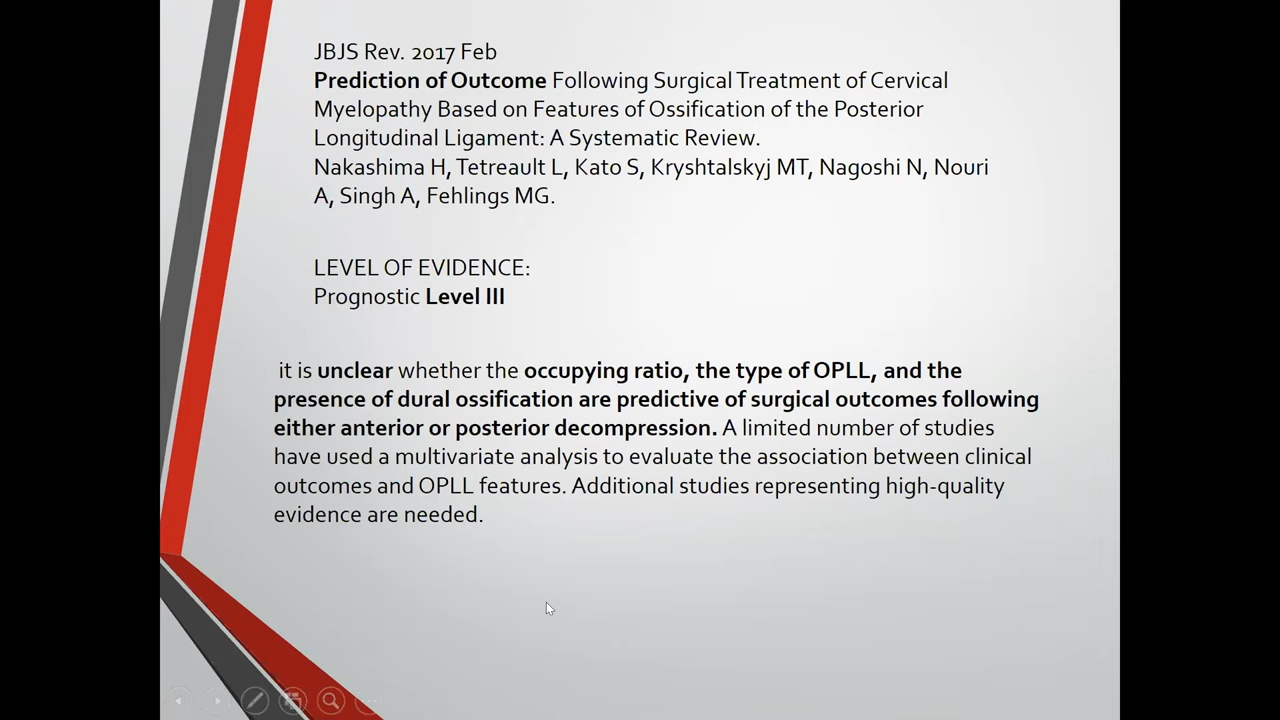 JBJS Rev. 2017 Feb
Prediction of Outcome Following Surgical Treatment of Cervical
Myelopathy Based on Features of Ossification of the Posterior
Longitudinal Ligament: A Systematic Review.
Nakashima H, Tetreault L, Kato S, Kryshtalskyj MT, Nagoshi N, Nouri
A, Singh A, Fehlings MG.
LEVEL OF EVIDENCE:
Prognostic Level III
it is unclear whether the occupying ratio, the type of OPLL, and the
presence of dural ossification are predictive of surgical outcomes following
either anterior or posterior decompression. A limited number of studies
have used a multivariate analysis to evaluate the association between clinical
outcomes and OPLL features. Additional studies representing high-quality
evidence are needed.